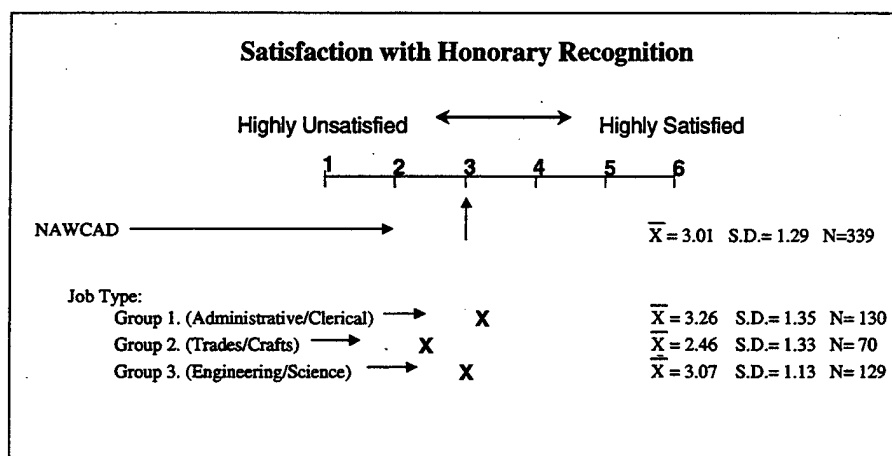 Satisfaction with Honorary Recognition
Highly Unsatisfied Highly Satisfied
1 2 3 4 5 6
NAWCAD X̄ = 3.01 S.D.= 1.29 N=339
Job Type:
Group 1. (Administrative/Clerical) X X̄ = 3.26 S.D.= 1.35 N= 130
Group 2. (Trades/Crafts) X X̄ = 2.46 S.D.= 1.33 N= 70
Group 3. (Engineering/Science) X X̄ = 3.07 S.D.= 1.13 N= 129